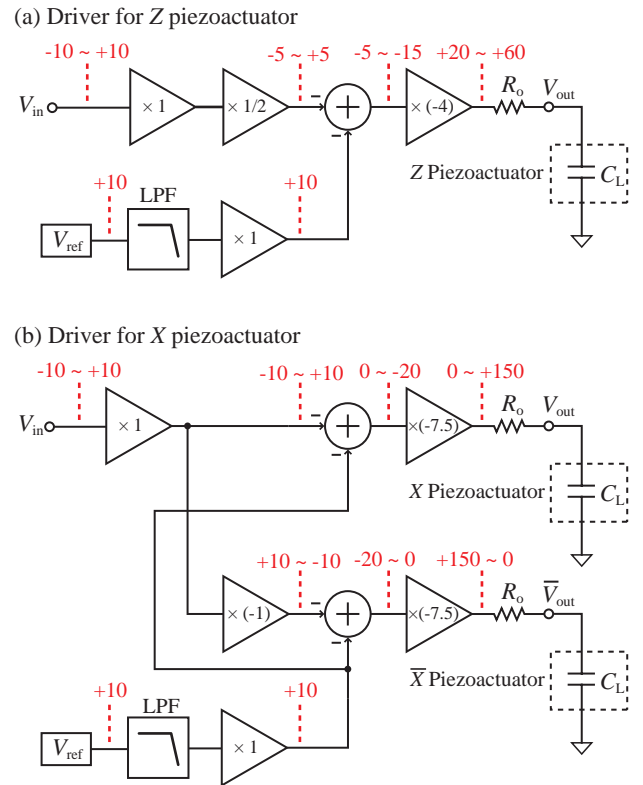 (a) Driver for Z piezoactuator
-10 ~ +10
-5 ~ +5
-5 ~ -15
+20 ~ +60
V_in
× 1
× 1/2
−
+
−
× (-4)
R_o
V_out
Z Piezoactuator
C_L
+10
LPF
+10
V_ref
× 1
(b) Driver for X piezoactuator
-10 ~ +10
-10 ~ +10
0 ~ -20
0 ~ +150
V_in
× 1
−
+
−
×(-7.5)
R_o
V_out
X Piezoactuator
C_L
+10 ~ -10
-20 ~ 0
+150 ~ 0
× (-1)
−
+
−
×(-7.5)
R_o
V̅_out
X̅ Piezoactuator
C_L
+10
LPF
+10
V_ref
× 1